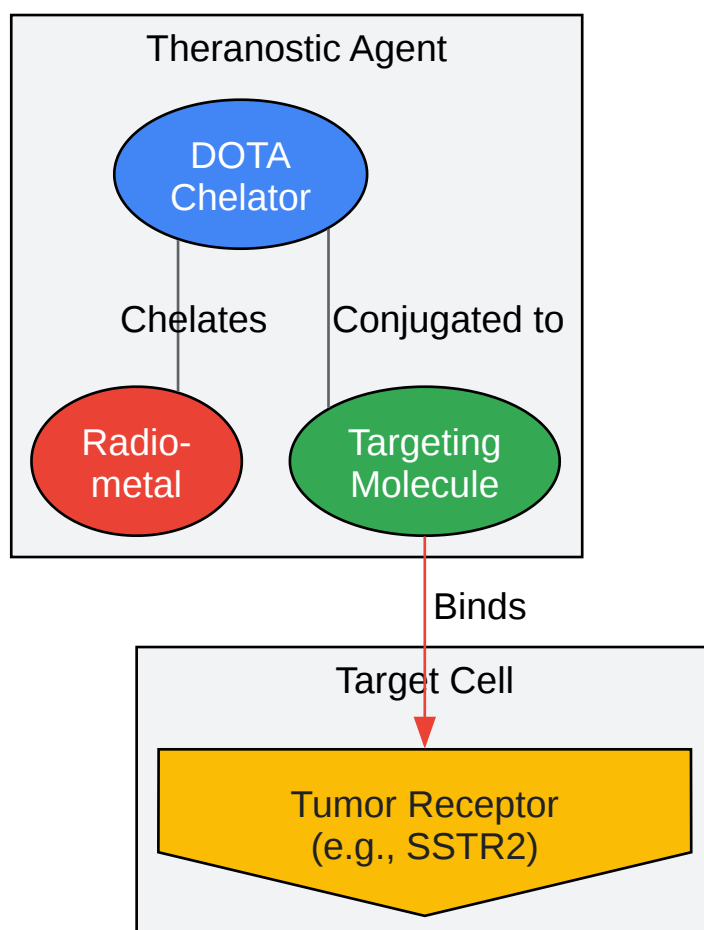 Theranostic Agent
DOTA
Chelator
Chelates
Conjugated to
Radio-
metal
Targeting
Molecule
Binds
Target Cell
Tumor Receptor
(e.g., SSTR2)